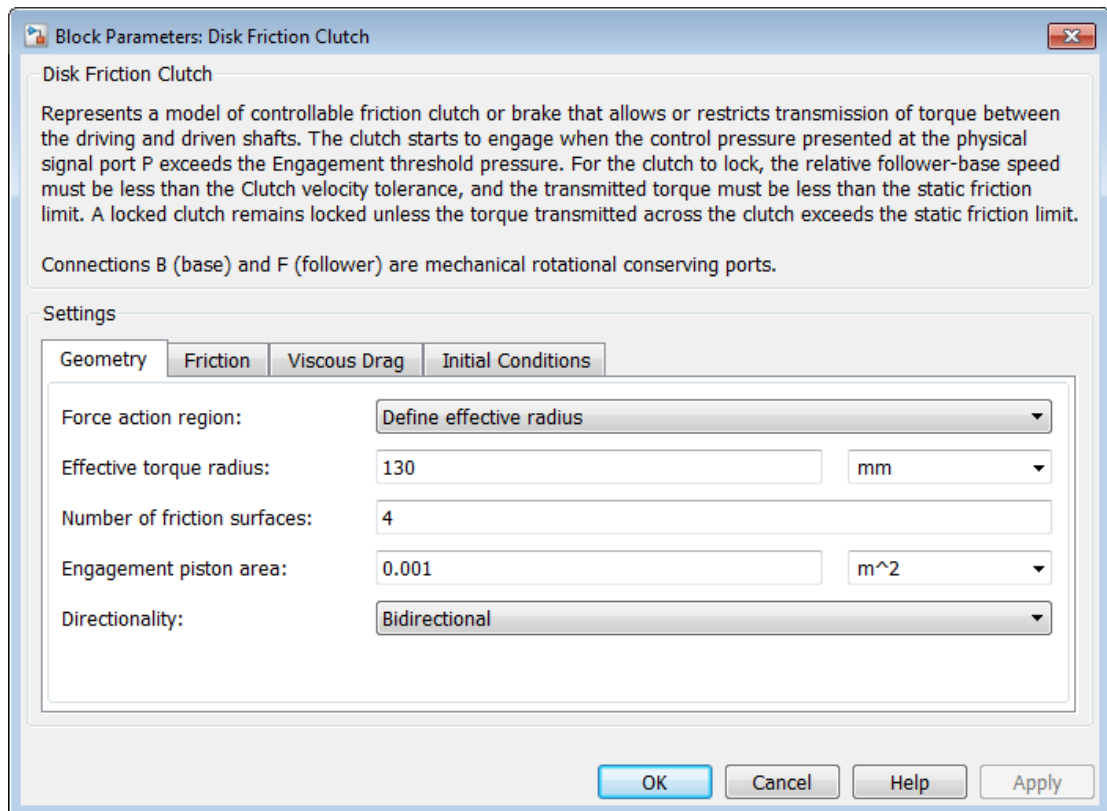 Block Parameters: Disk Friction Clutch
Disk Friction Clutch
Represents a model of controllable friction clutch or brake that allows or restricts transmission of torque between
the driving and driven shafts. The clutch starts to engage when the control pressure presented at the physical
signal port P exceeds the Engagement threshold pressure. For the clutch to lock, the relative follower-base speed
must be less than the Clutch velocity tolerance, and the transmitted torque must be less than the static friction
limit. A locked clutch remains locked unless the torque transmitted across the clutch exceeds the static friction limit.
Connections B (base) and F (follower) are mechanical rotational conserving ports.
Settings
Geometry Friction Viscous Drag Initial Conditions
Force action region: Define effective radius
Effective torque radius: 130 mm
Number of friction surfaces: 4
Engagement piston area: 0.001 m^2
Directionality: Bidirectional
OK Cancel Help Apply